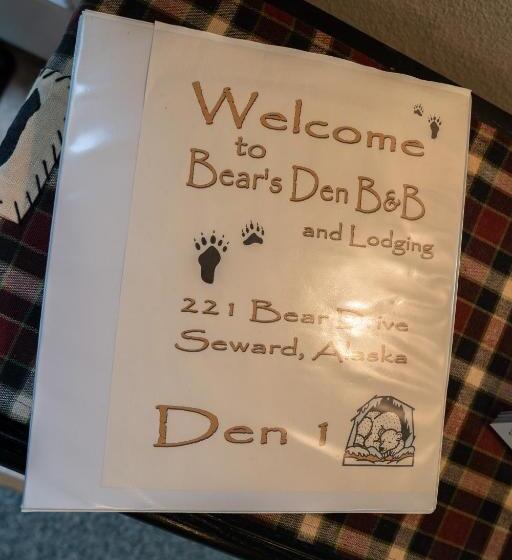 Welcome
to
Bear's Den B&B
and Lodging
221 Bear Drive
Seward, Alaska
Den 1